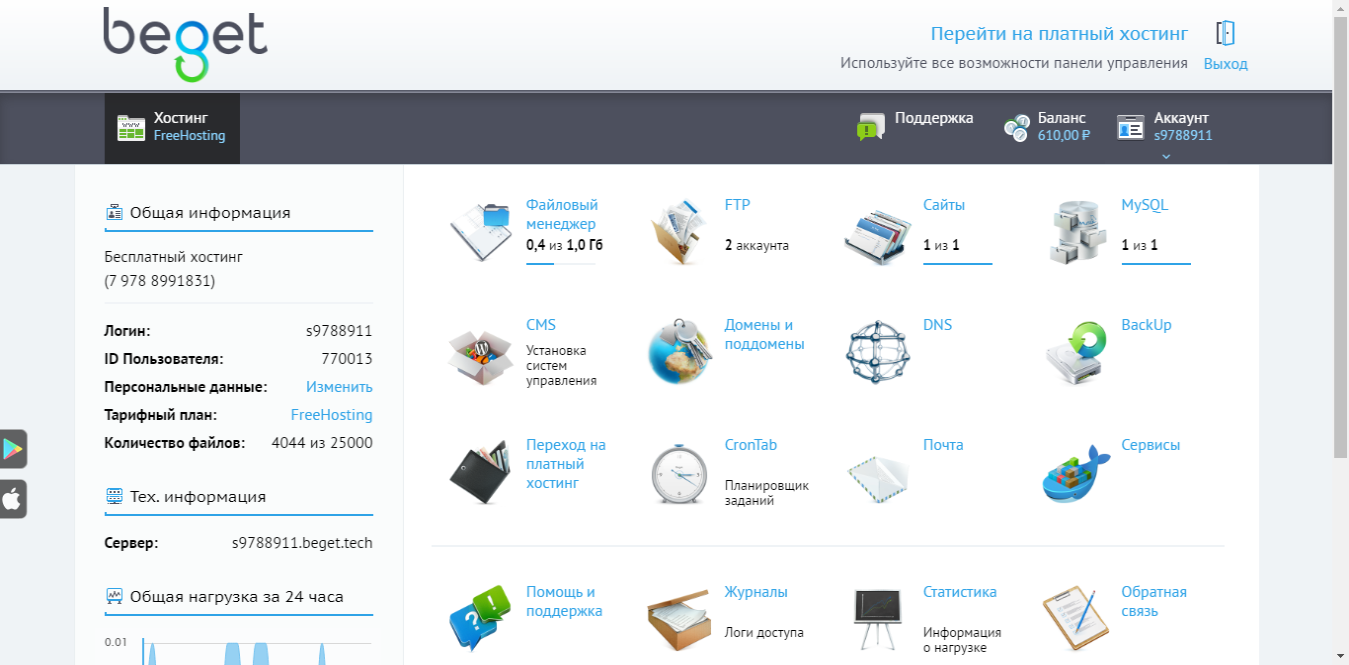 beget
Перейти на платный хостинг
Используйте все возможности панели управления
Выход
Хостинг
FreeHosting
Поддержка
Баланс
610,00 ₽
Аккаунт
s9788911
Общая информация
Бесплатный хостинг
(7 978 8991831)
Логин: s9788911
ID Пользователя: 770013
Персональные данные: Изменить
Тарифный план: FreeHosting
Количество файлов: 4044 из 25000
Тех. информация
Сервер: s9788911.beget.tech
Общая нагрузка за 24 часа
0.01
Файловый
менеджер
0,4 из 1,0 Гб
FTP
2 аккаунта
Сайты
1 из 1
MySQL
1 из 1
CMS
Установка
систем
управления
Домены и
поддомены
DNS
BackUp
Переход на
платный
хостинг
CronTab
Планировщик
заданий
Почта
Сервисы
Помощь и
поддержка
Журналы
Логи доступа
Статистика
Информация
о нагрузке
Обратная
связь